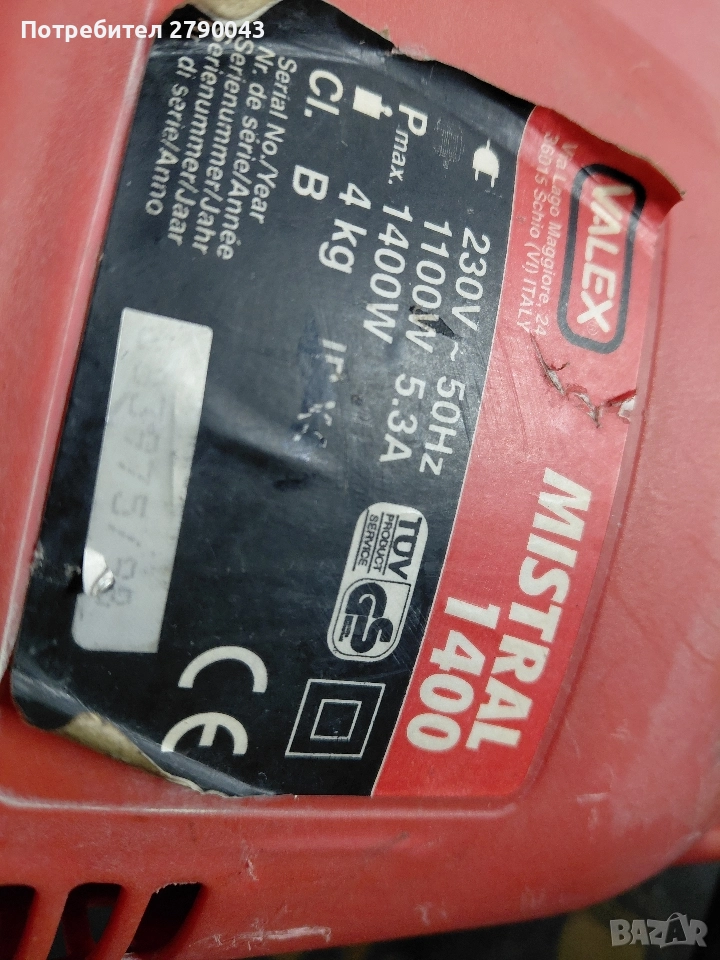 Потребител 2790043
VALEX
Via Lago Maggiore, 24
36015 Schio (VI) ITALY
MISTRAL
1400
230V ~ 50Hz
1100W 5.3A
P max. 1400W
4 kg
Cl. B
TÜV
PRODUCT
SERVICE
GS
CE
Serial No./Year
Nr. de série/Année
Serienummer/Jahr
Serienummer/Jaar
di serie/Anno
BAZAR